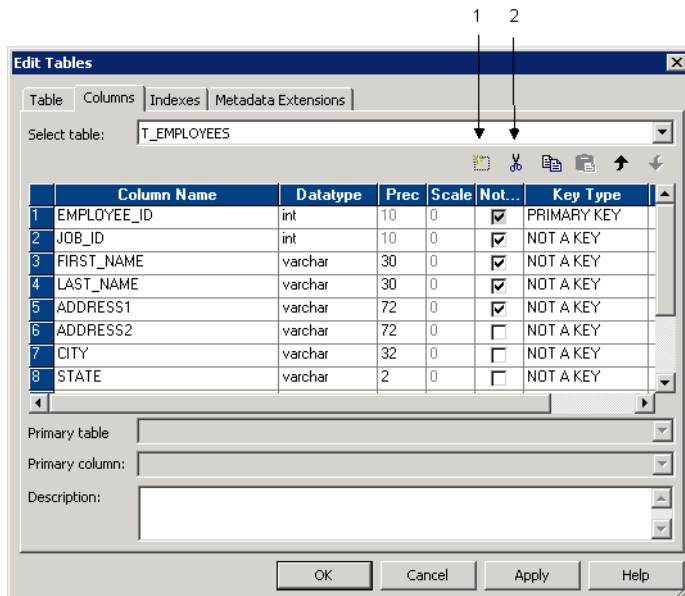 1 2
Edit Tables
Table Columns Indexes Metadata Extensions
Select table: T_EMPLOYEES
Column Name Datatype Prec Scale Not... Key Type
1 EMPLOYEE_ID int 10 0 PRIMARY KEY
2 JOB_ID int 10 0 NOT A KEY
3 FIRST_NAME varchar 30 0 NOT A KEY
4 LAST_NAME varchar 30 0 NOT A KEY
5 ADDRESS1 varchar 72 0 NOT A KEY
6 ADDRESS2 varchar 72 0 NOT A KEY
7 CITY varchar 32 0 NOT A KEY
8 STATE varchar 2 0 NOT A KEY
Primary table
Primary column:
Description:
OK Cancel Apply Help